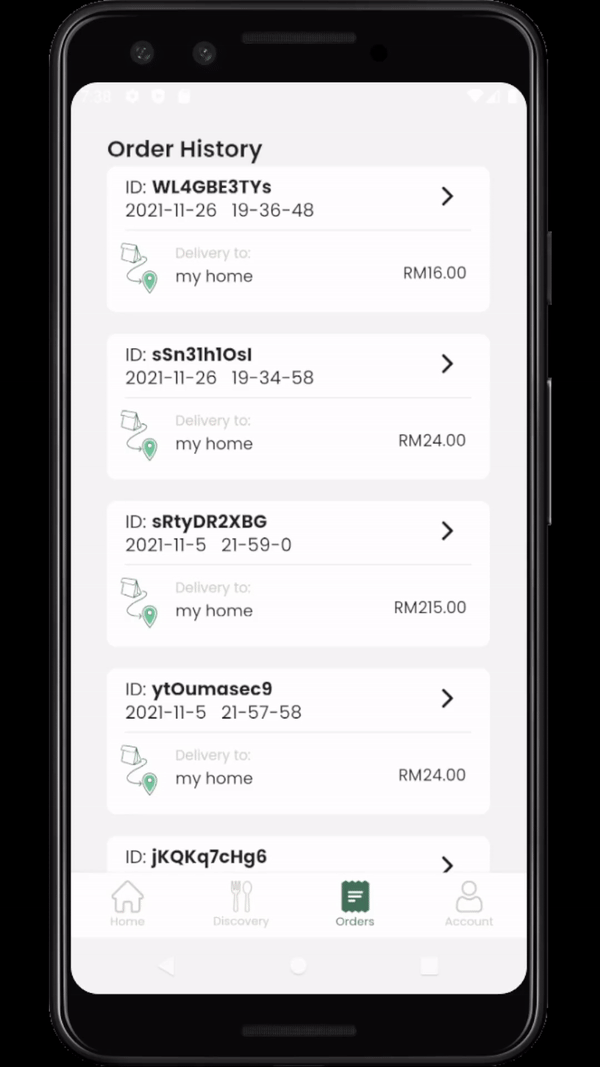 7:38
Order History
ID: WL4GBE3TYs
2021-11-26 19-36-48
Delivery to:
my home
RM16.00
ID: sSn31h1OsI
2021-11-26 19-34-58
Delivery to:
my home
RM24.00
ID: sRtyDR2XBG
2021-11-5 21-59-0
Delivery to:
my home
RM215.00
ID: ytOumasec9
2021-11-5 21-57-58
Delivery to:
my home
RM24.00
ID: jKQKq7cHg6
Home Discovery Orders Account